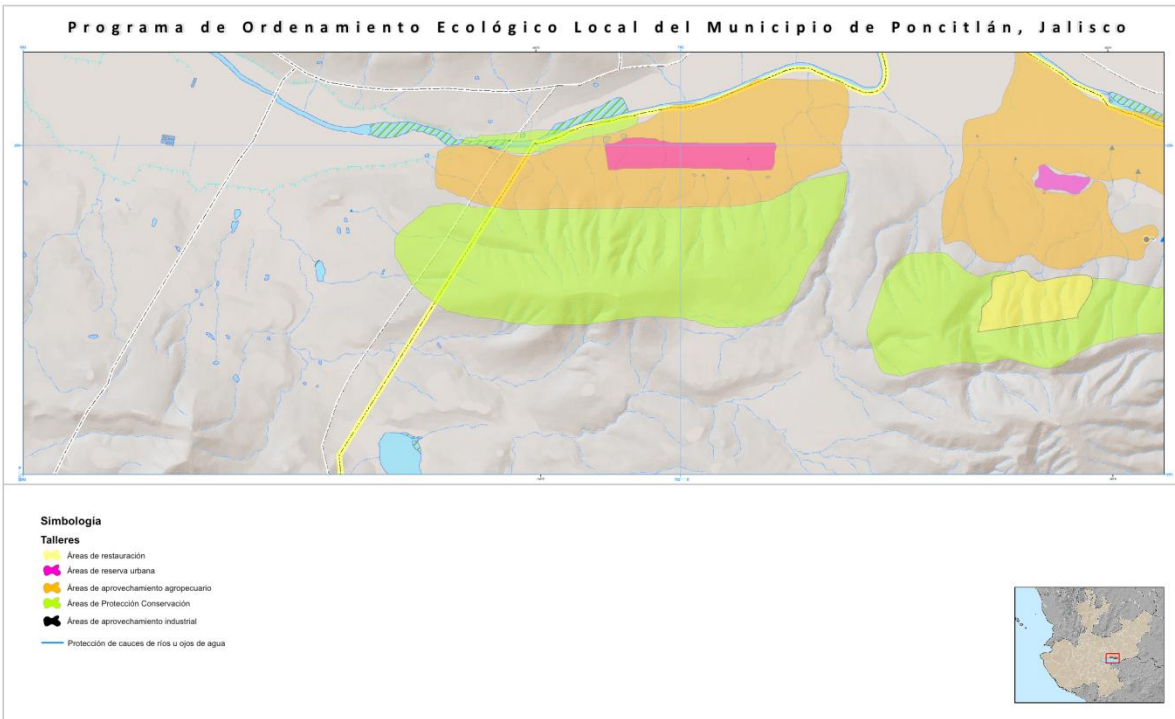 Programa de Ordenamiento Ecológico Local del Municipio de Poncitlán, Jalisco
Simbología
Talleres
Áreas de restauración
Áreas de reserva urbana
Áreas de aprovechamiento agropecuario
Áreas de Protección Conservación
Áreas de aprovechamiento industrial
Protección de cauces de ríos u ojos de agua